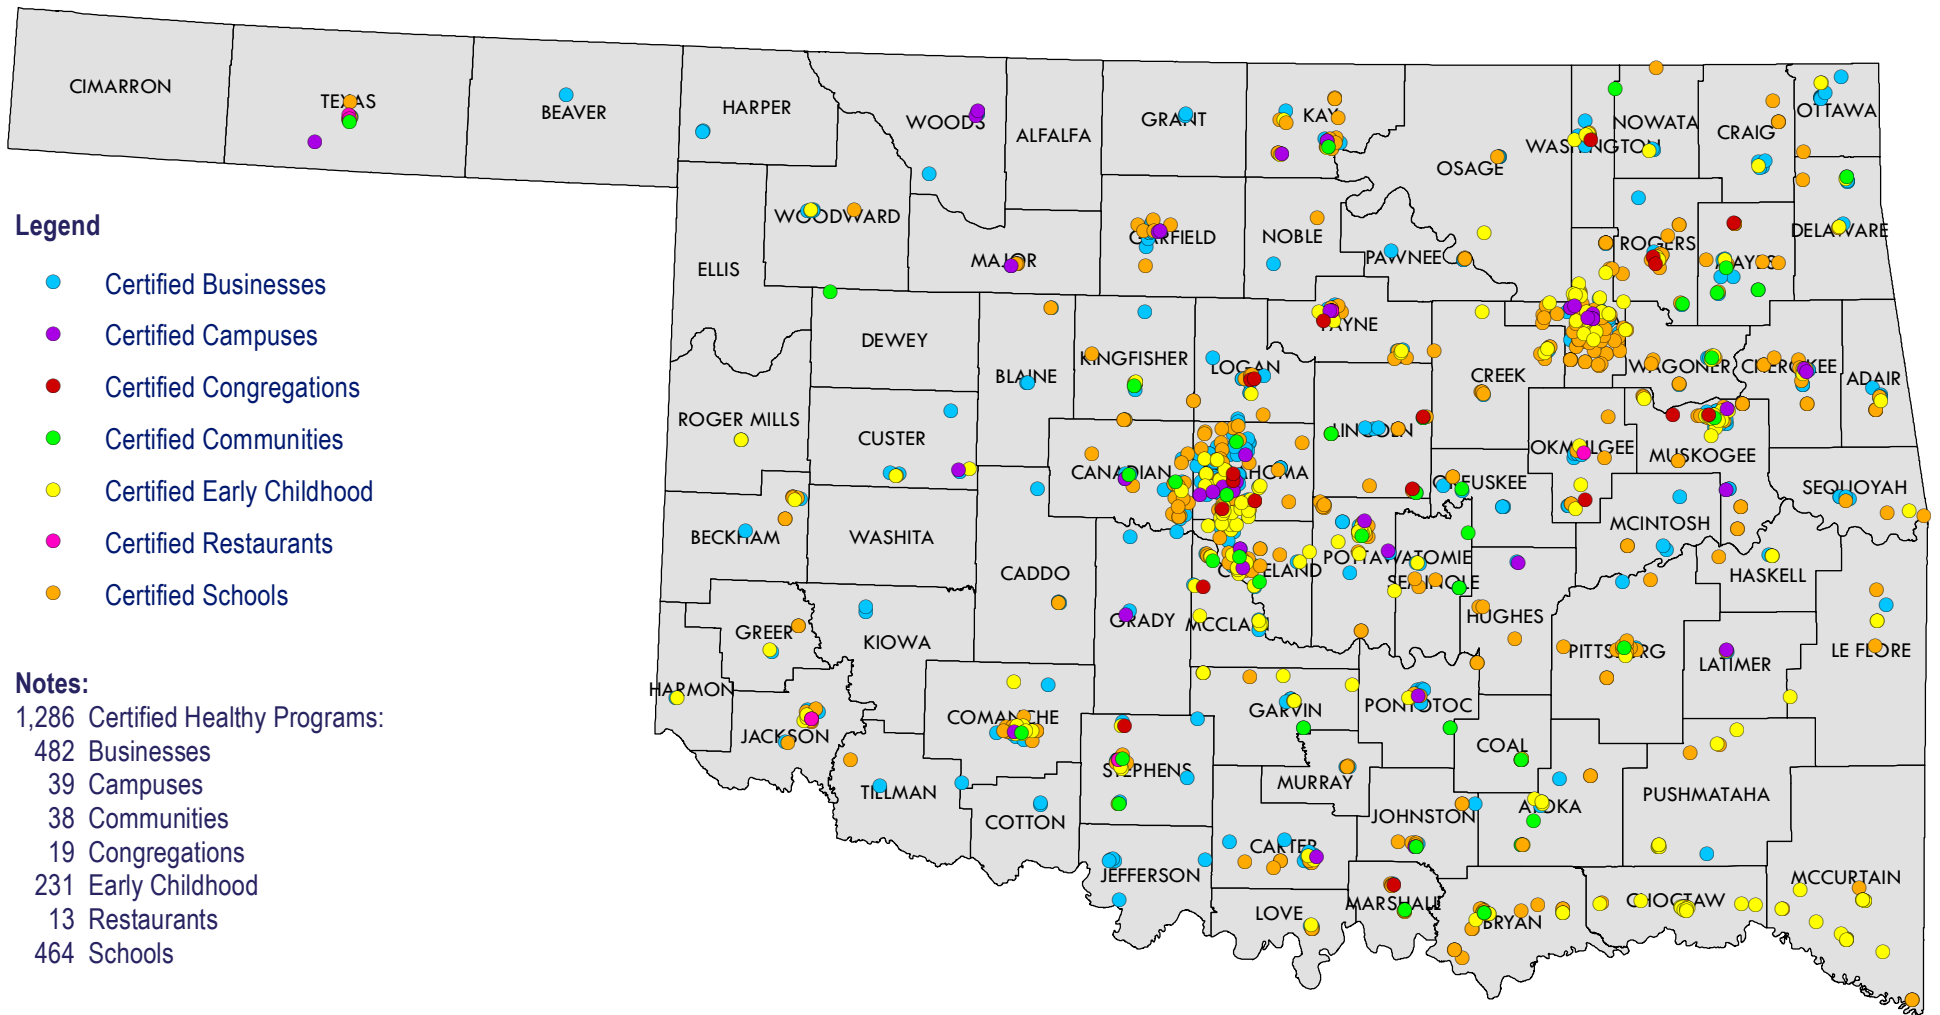 CIMARRON
TEXAS
BEAVER
HARPER
WOODS
ALFALFA
GRANT
KAY
OSAGE
WASHINGTON
NOWATA
CRAIG
OTTAWA
WOODWARD
ELLIS
MAJOR
GARFIELD
NOBLE
PAWNEE
ROGERS
MAYES
DELAWARE
Legend
Certified Businesses
Certified Campuses
Certified Congregations
Certified Communities
Certified Early Childhood
Certified Restaurants
Certified Schools
DEWEY
BLAINE
KINGFISHER
LOGAN
PAYNE
CREEK
WAGONER
CHEROKEE
ADAIR
ROGER MILLS
CUSTER
CANADIAN
OKLAHOMA
LINCOLN
OKMULGEE
MUSKOGEE
SEQUOYAH
BECKHAM
WASHITA
CADDO
GRADY
MCCLAIN
CLEVELAND
POTTAWATOMIE
SEMINOLE
OKFUSKEE
HUGHES
MCINTOSH
HASKELL
PITTSBURG
LATIMER
LE FLORE
GREER
KIOWA
HARMON
JACKSON
COMANCHE
TILLMAN
COTTON
STEPHENS
JEFFERSON
GARVIN
MURRAY
PONTOTOC
COAL
JOHNSTON
ATOKA
PUSHMATAHA
CARTER
LOVE
MARSHALL
BRYAN
CHOCTAW
MCCURTAIN
Notes:
1,286 Certified Healthy Programs:
482 Businesses
39 Campuses
38 Communities
19 Congregations
231 Early Childhood
13 Restaurants
464 Schools